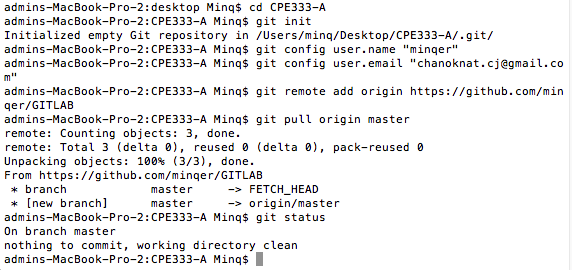 admins-MacBook-Pro-2:desktop Minq$ cd CPE333-A
admins-MacBook-Pro-2:CPE333-A Minq$ git init
Initialized empty Git repository in /Users/minq/Desktop/CPE333-A/.git/
admins-MacBook-Pro-2:CPE333-A Minq$ git config user.name "minqer"
admins-MacBook-Pro-2:CPE333-A Minq$ git config user.email "chanoknat.cj@gmail.co
m"
admins-MacBook-Pro-2:CPE333-A Minq$ git remote add origin https://github.com/min
qer/GITLAB
admins-MacBook-Pro-2:CPE333-A Minq$ git pull origin master
remote: Counting objects: 3, done.
remote: Total 3 (delta 0), reused 0 (delta 0), pack-reused 0
Unpacking objects: 100% (3/3), done.
From https://github.com/minqer/GITLAB
 * branch            master     -> FETCH_HEAD
 * [new branch]      master     -> origin/master
admins-MacBook-Pro-2:CPE333-A Minq$ git status
On branch master
nothing to commit, working directory clean
admins-MacBook-Pro-2:CPE333-A Minq$